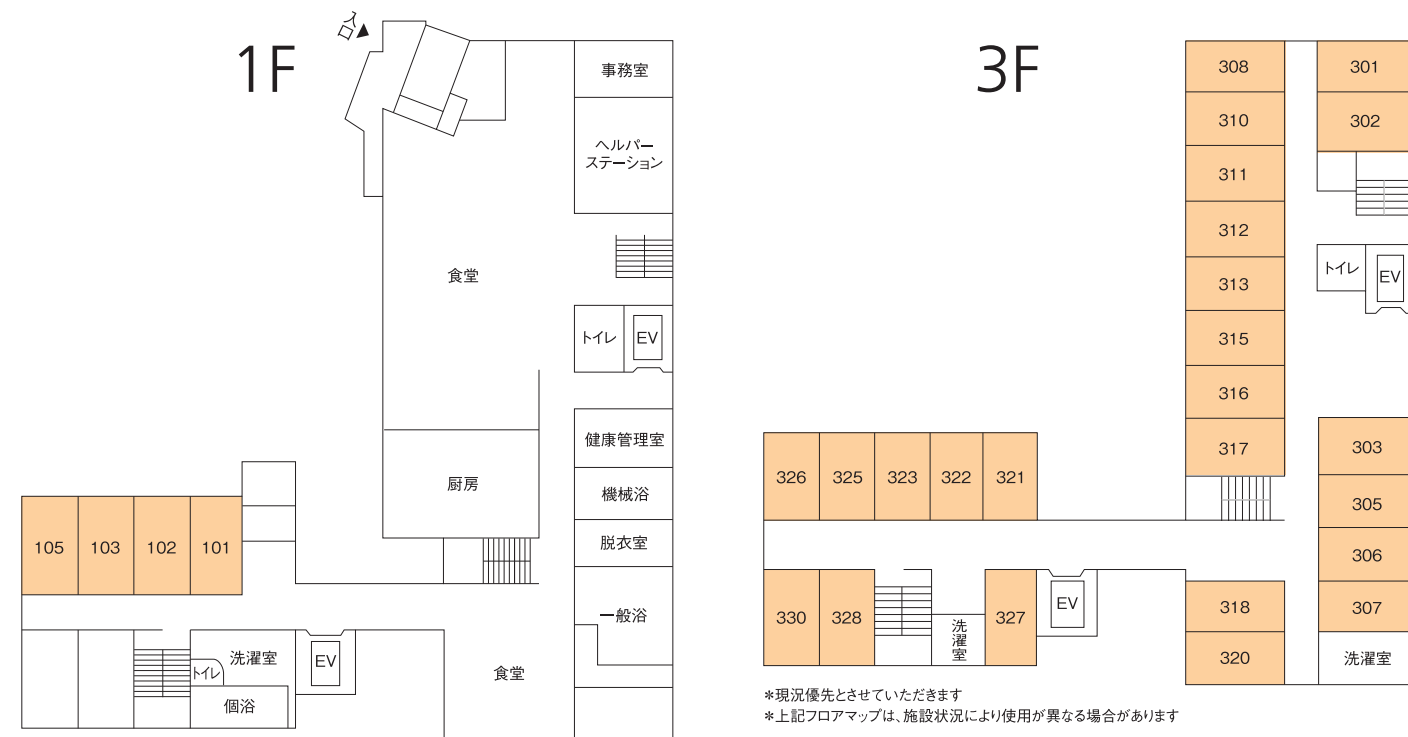 1F
入口▲
事務室
ヘルパー
ステーション
食堂
トイレ
EV
健康管理室
厨房
機械浴
脱衣室
一般浴
食堂
105
103
102
101
洗濯室
トイレ
個浴
EV
3F
308
310
311
312
313
315
316
317
301
302
トイレ
EV
303
305
306
307
洗濯室
326
325
323
322
321
330
328
洗濯室
327
EV
318
320
*現況優先とさせていただきます
*上記フロアマップは、施設状況により使用が異なる場合があります